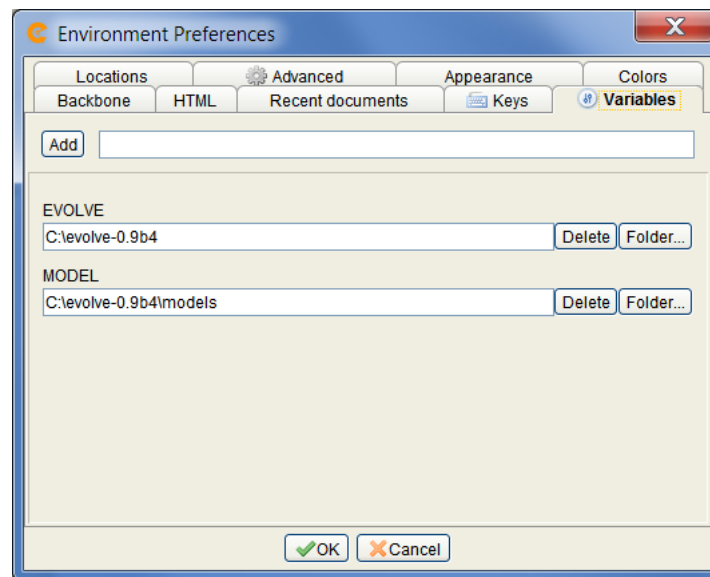 Environment Preferences
Locations Advanced Appearance Colors
Backbone HTML Recent documents Keys Variables
Add
EVOLVE
C:\evolve-0.9b4 Delete Folder...
MODEL
C:\evolve-0.9b4\models Delete Folder...
OK Cancel